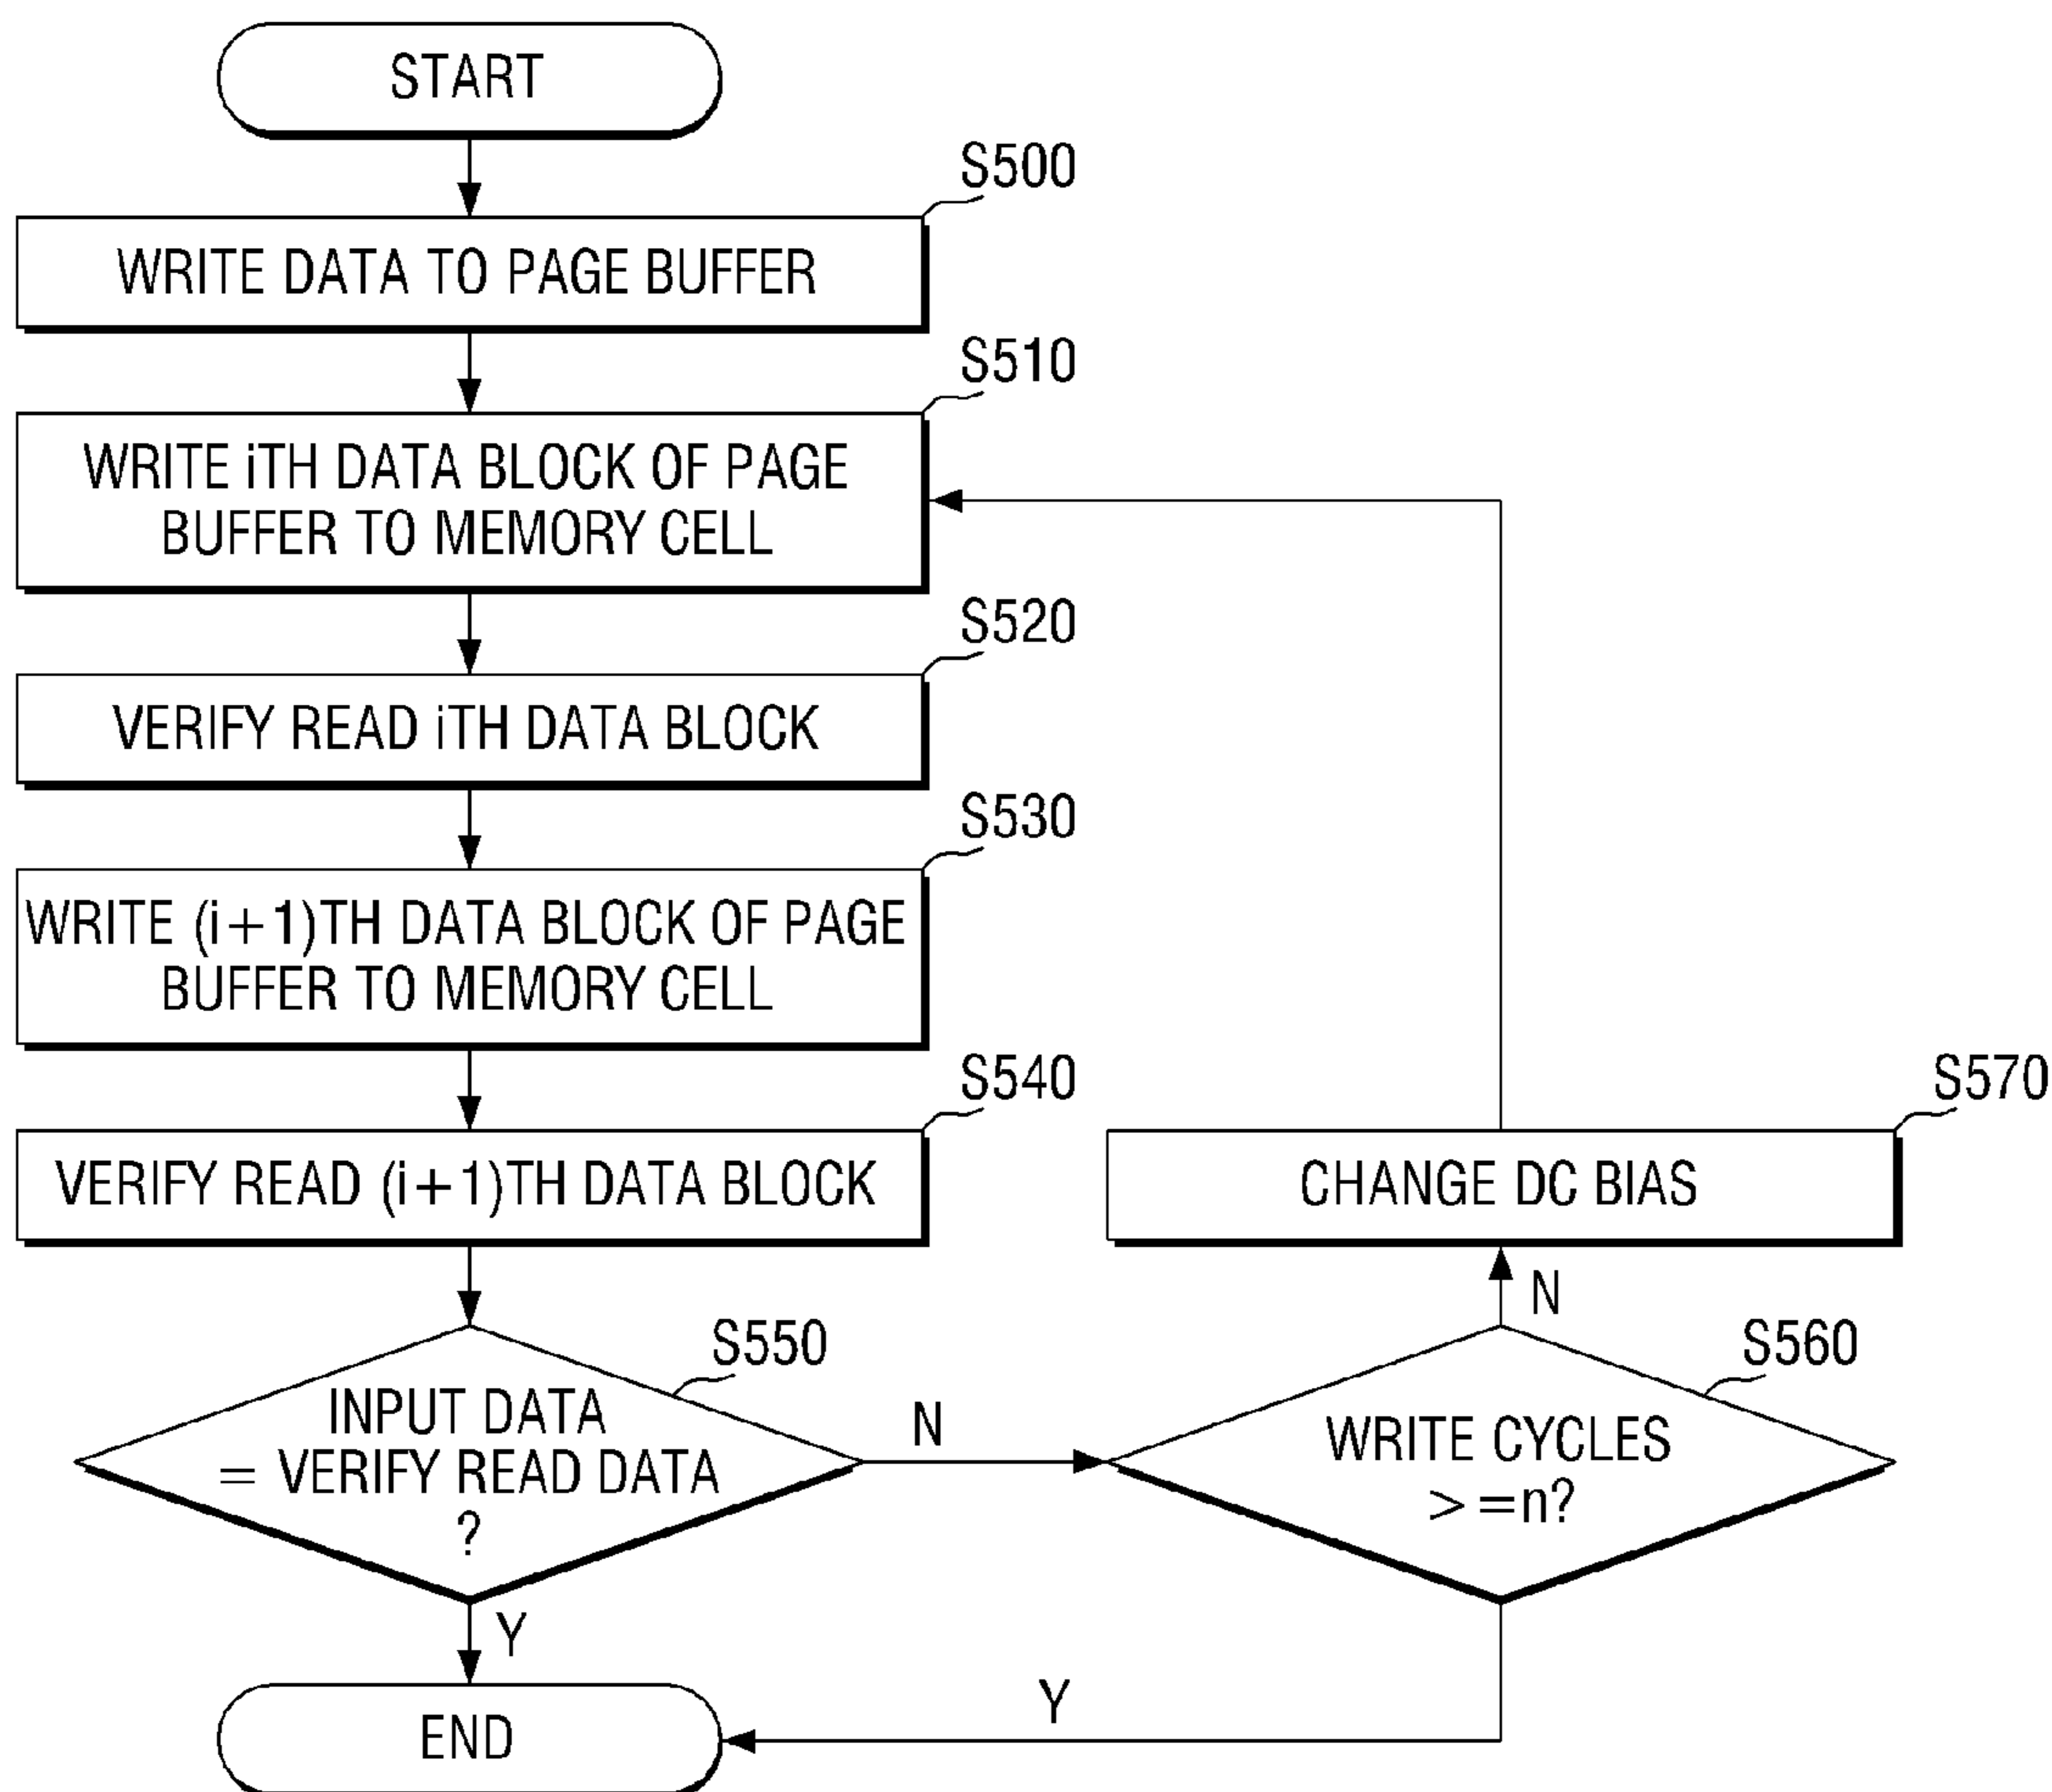 START
S500
WRITE DATA TO PAGE BUFFER
S510
WRITE iTH DATA BLOCK OF PAGE
BUFFER TO MEMORY CELL
S520
VERIFY READ iTH DATA BLOCK
S530
WRITE (i+1)TH DATA BLOCK OF PAGE
BUFFER TO MEMORY CELL
S540
VERIFY READ (i+1)TH DATA BLOCK
S570
CHANGE DC BIAS
N
S550
INPUT DATA
= VERIFY READ DATA
?
N
S560
WRITE CYCLES
> =n?
Y
Y
END